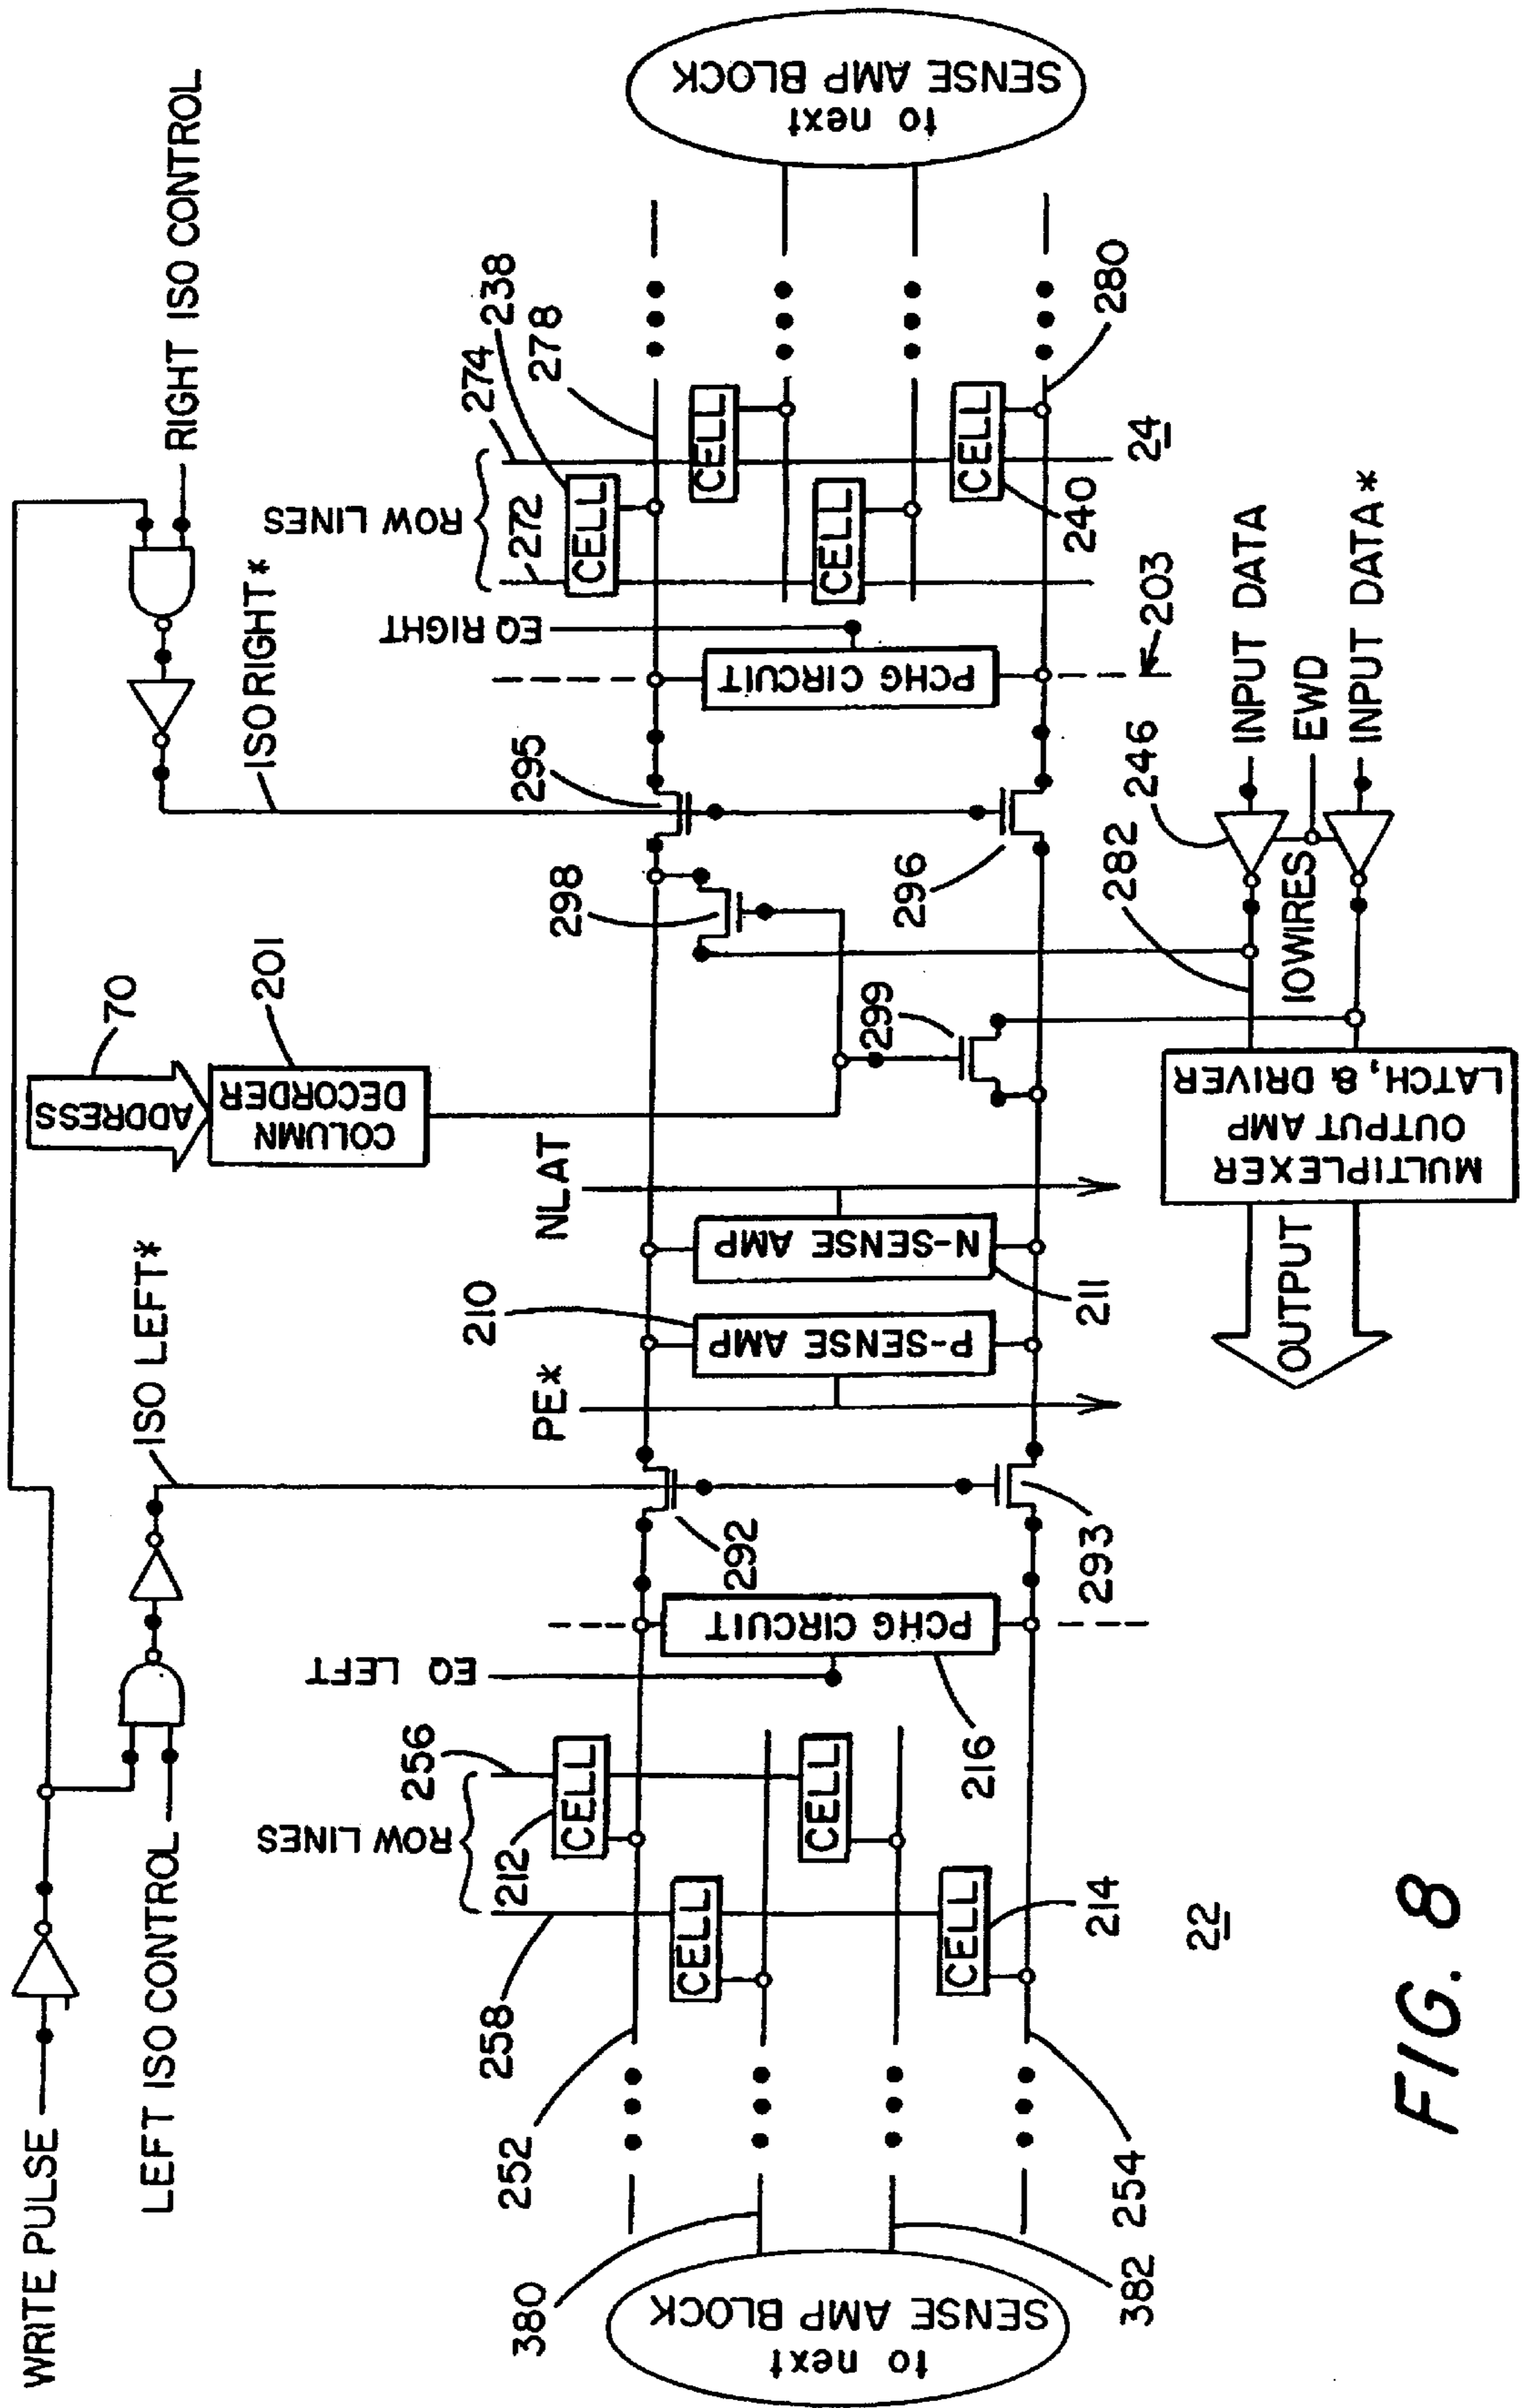 WRITE PULSE
LEFT ISO CONTROL
ISO LEFT*
RIGHT ISO CONTROL
ISO RIGHT*
ADDRESS
70
COLUMN
DECORDER
201
to next
SENSE AMP BLOCK
380
382
252
254
ROW LINES
258
256
212
CELL
CELL
CELL
CELL
214
22
EQ LEFT
PCHG CIRCUIT
216
292
293
PE*
P-SENSE AMP
210
NLAT
N-SENSE AMP
211
298
299
295
296
EQ RIGHT
PCHG CIRCUIT
203
ROW LINES
272
274
238
278
CELL
CELL
CELL
CELL
240
280
24
to next
SENSE AMP BLOCK
OUTPUT
MULTIPLEXER
OUTPUT AMP
LATCH, & DRIVER
282
IOWIRES
246
INPUT DATA
EWD
INPUT DATA*
FIG. 8